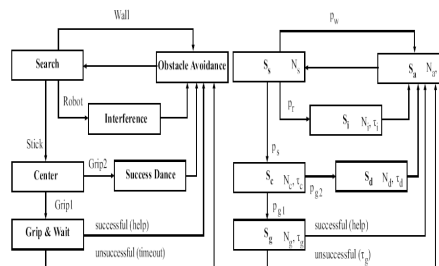 Wall
Search
Obstacle Avoidance
Robot
Interference
Stick
Center
Grip2
Success Dance
Grip1
Grip & Wait
successful (help)
unsuccessful (timeout)
p_w
S_s N_s
S_a N_a,
p_r
S_i N_i, τ_i
p_s
S_c N_c, τ_c
p_g2
S_d N_d, τ_d
p_g1
S_g N_g, τ_g
successful (help)
unsuccessful (τ_g)